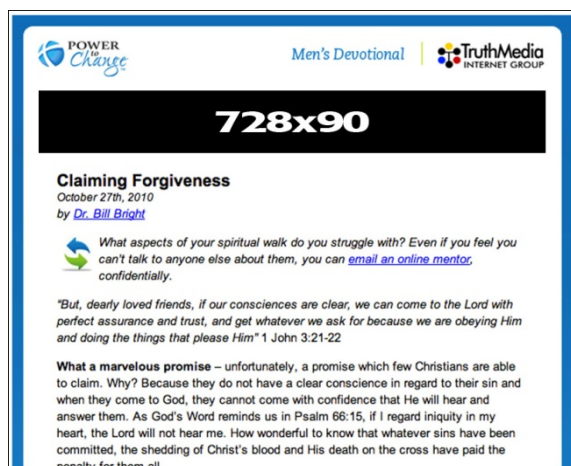 POWER
to
Change
Men's Devotional
TruthMedia
INTERNET GROUP
728x90
Claiming Forgiveness
October 27th, 2010
by Dr. Bill Bright
What aspects of your spiritual walk do you struggle with? Even if you feel you
can't talk to anyone else about them, you can email an online mentor,
confidentially.
"But, dearly loved friends, if our consciences are clear, we can come to the Lord with
perfect assurance and trust, and get whatever we ask for because we are obeying Him
and doing the things that please Him" 1 John 3:21-22
What a marvelous promise – unfortunately, a promise which few Christians are able
to claim. Why? Because they do not have a clear conscience in regard to their sin and
when they come to God, they cannot come with confidence that He will hear and
answer them. As God's Word reminds us in Psalm 66:15, if I regard iniquity in my
heart, the Lord will not hear me. How wonderful to know that whatever sins have been
committed, the shedding of Christ's blood and His death on the cross have paid the
penalty for them all